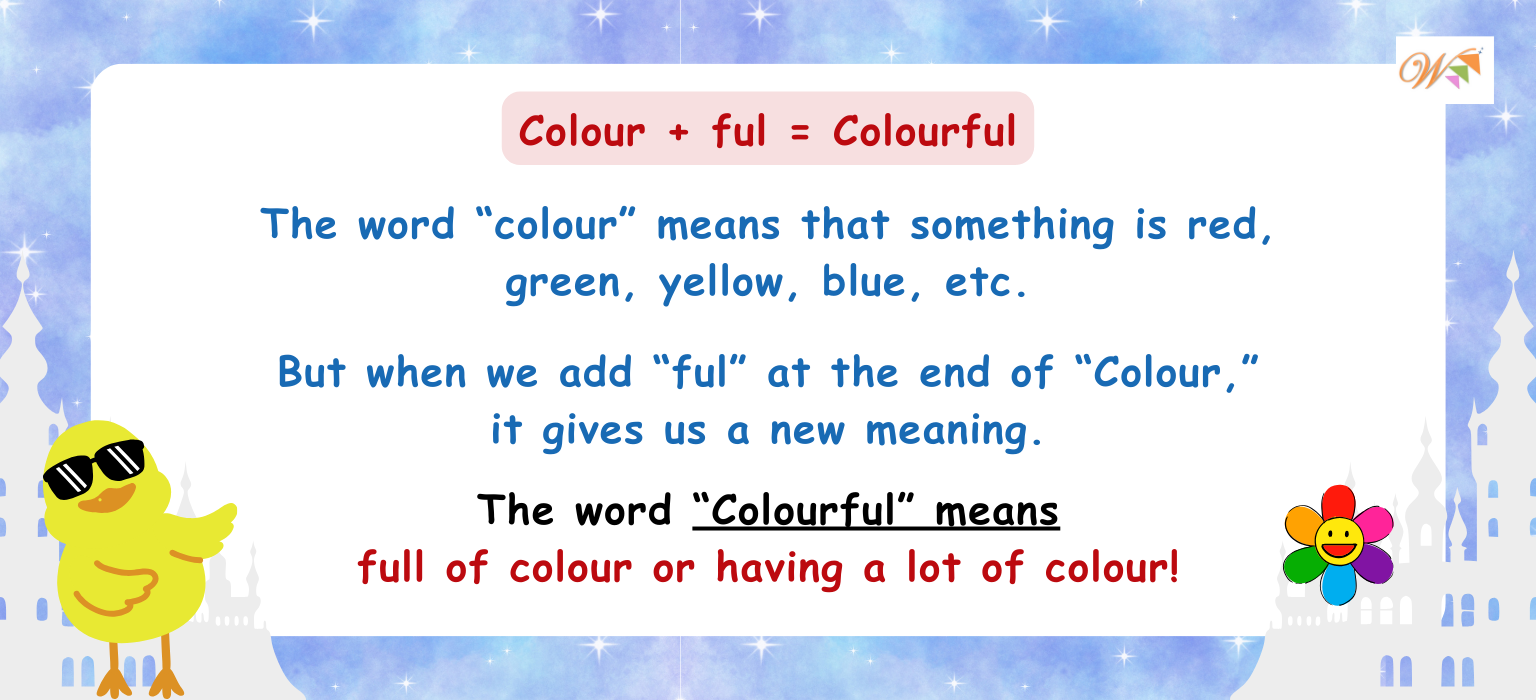 Colour + ful = Colourful
The word “colour” means that something is red,
green, yellow, blue, etc.
But when we add “ful” at the end of “Colour,”
it gives us a new meaning.
The word “Colourful” means
full of colour or having a lot of colour!
W